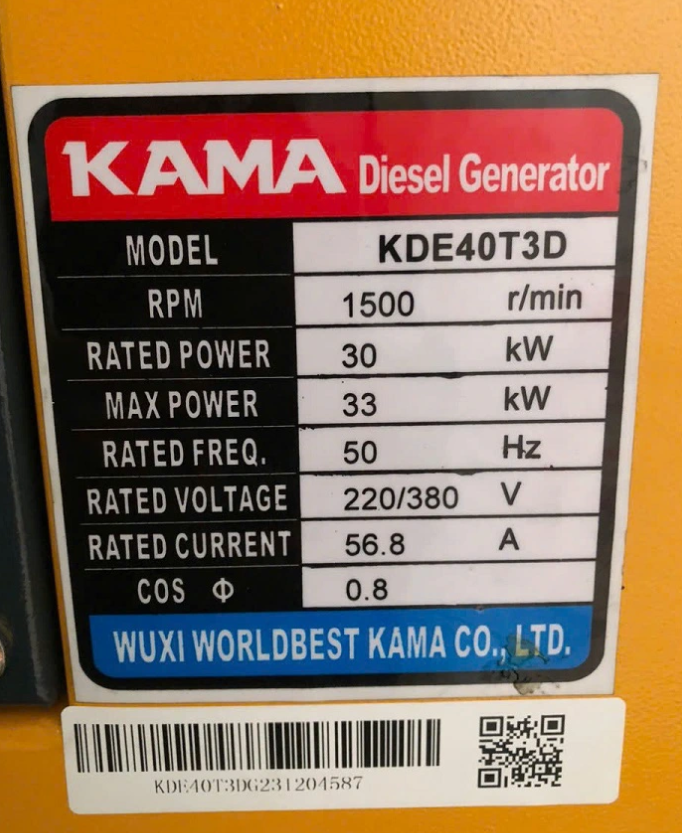 KAMA Diesel Generator
MODEL KDE40T3D
RPM 1500 r/min
RATED POWER 30 kW
MAX POWER 33 kW
RATED FREQ. 50 Hz
RATED VOLTAGE 220/380 V
RATED CURRENT 56.8 A
COS Φ 0.8
WUXI WORLDBEST KAMA CO., LTD.
KDE40T3DG231204587